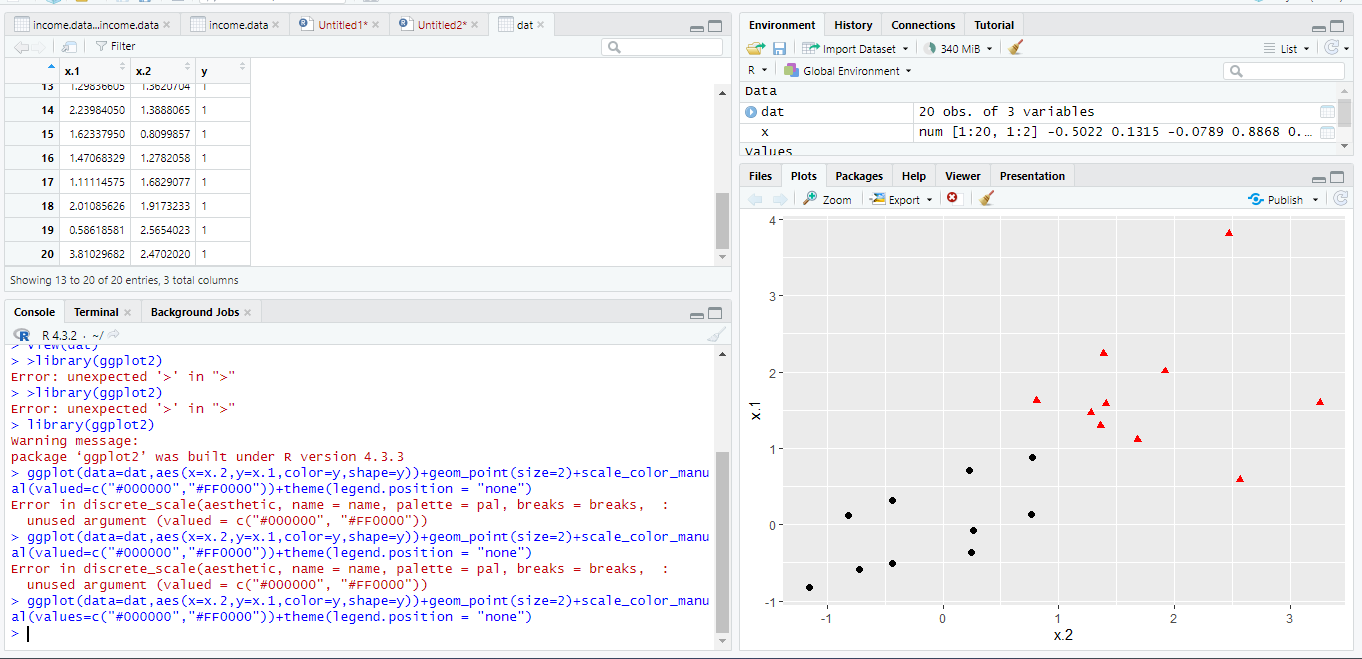 income.data...income.data
income.data
Untitled1*
Untitled2*
dat
Filter
x.1 x.2 y
13 1.29836605 1.3620704 1
14 2.23984050 1.3888065 1
15 1.62337950 0.8099857 1
16 1.47068329 1.2782058 1
17 1.11114575 1.6829077 1
18 2.01085626 1.9173233 1
19 0.58618581 2.5654023 1
20 3.81029682 2.4702020 1
Showing 13 to 20 of 20 entries, 3 total columns
Console Terminal Background Jobs
R R 4.3.2 · ~/
> View(dat)
> >library(ggplot2)
Error: unexpected '>' in ">"
> >library(ggplot2)
Error: unexpected '>' in ">"
> library(ggplot2)
Warning message:
package ‘ggplot2’ was built under R version 4.3.3
> ggplot(data=dat,aes(x=x.2,y=x.1,color=y,shape=y))+geom_point(size=2)+scale_color_manu
al(valued=c("#000000","#FF0000"))+theme(legend.position = "none")
Error in discrete_scale(aesthetic, name = name, palette = pal, breaks = breaks, :
unused argument (valued = c("#000000", "#FF0000"))
> ggplot(data=dat,aes(x=x.2,y=x.1,color=y,shape=y))+geom_point(size=2)+scale_color_manu
al(valued=c("#000000","#FF0000"))+theme(legend.position = "none")
Error in discrete_scale(aesthetic, name = name, palette = pal, breaks = breaks, :
unused argument (valued = c("#000000", "#FF0000"))
> ggplot(data=dat,aes(x=x.2,y=x.1,color=y,shape=y))+geom_point(size=2)+scale_color_manu
al(values=c("#000000","#FF0000"))+theme(legend.position = "none")
>
Environment History Connections Tutorial
Import Dataset 340 MiB List
R Global Environment
Data
dat 20 obs. of 3 variables
x num [1:20, 1:2] -0.5022 0.1315 -0.0789 0.8868 0....
Values
Files Plots Packages Help Viewer Presentation
Zoom Export Publish
4
3
2
1
0
-1
x.1
-1 0 1 2 3
x.2